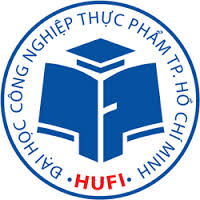 ĐẠI HỌC CÔNG NGHIỆP THỰC PHẨM TP. HỒ CHÍ MINH
HUFI